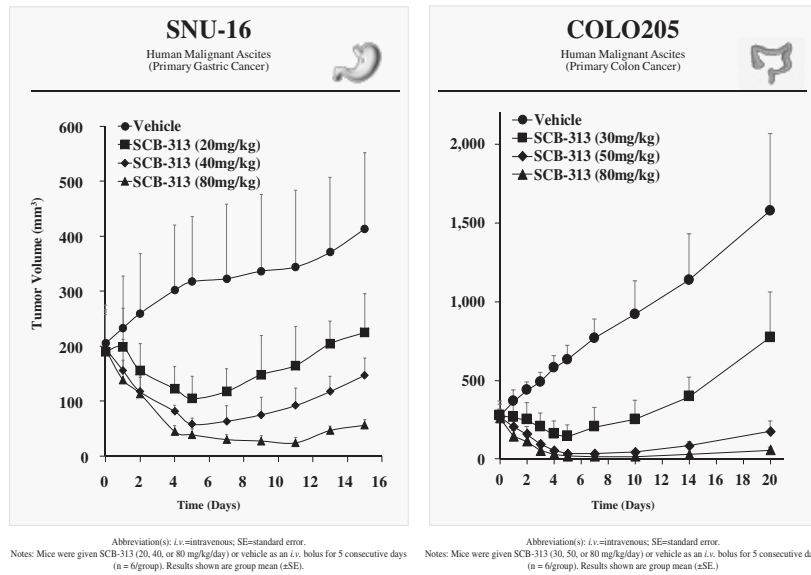 SNU-16
Human Malignant Ascites
(Primary Gastric Cancer)
600
500
400
300
200
100
0
Tumor Volume (mm³)
Vehicle
SCB-313 (20mg/kg)
SCB-313 (40mg/kg)
SCB-313 (80mg/kg)
0 2 4 6 8 10 12 14 16
Time (Days)
Abbreviation(s): i.v.=intravenous; SE=standard error.
Notes: Mice were given SCB-313 (20, 40, or 80 mg/kg/day) or vehicle as an i.v. bolus for 5 consecutive days
(n = 6/group). Results shown are group mean (±SE).
COLO205
Human Malignant Ascites
(Primary Colon Cancer)
2,000
1,500
1,000
500
0
Vehicle
SCB-313 (30mg/kg)
SCB-313 (50mg/kg)
SCB-313 (80mg/kg)
0 2 4 6 8 10 12 14 16 18 20
Time (Days)
Abbreviation(s): i.v.=intravenous; SE=standard error.
Notes: Mice were given SCB-313 (30, 50, or 80 mg/kg/day) or vehicle as an i.v. bolus for 5 consecutive
(n = 6/group). Results shown are group mean (±SE.)